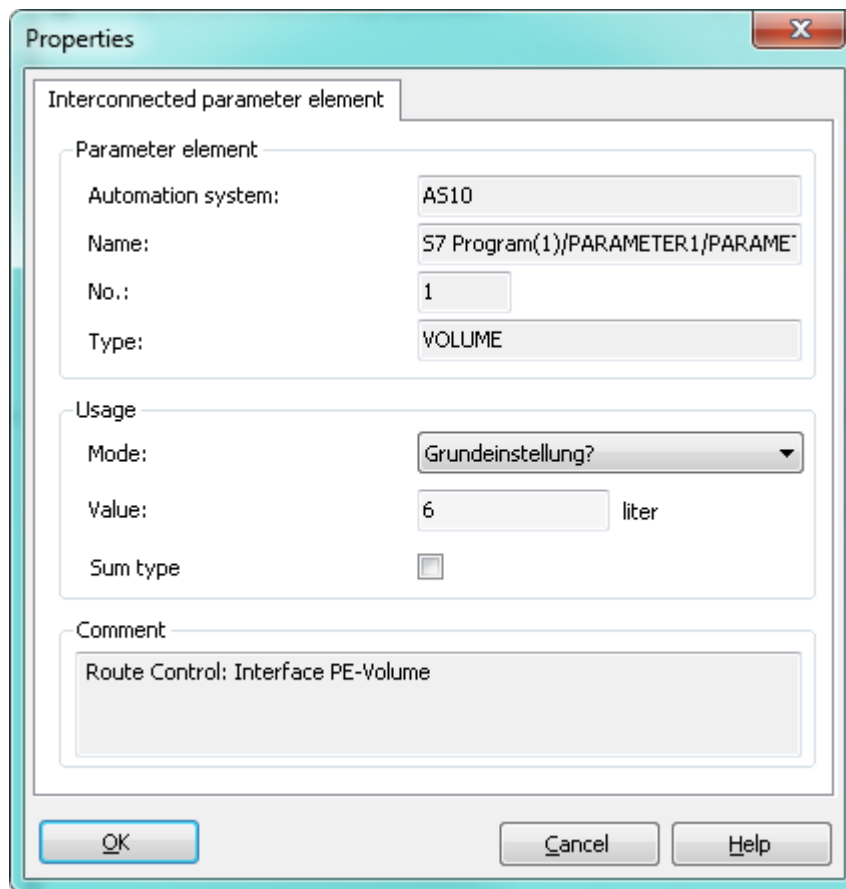 Properties
Interconnected parameter element
Parameter element
Automation system: AS10
Name: S7 Program(1)/PARAMETER1/PARAMET
No.: 1
Type: VOLUME
Usage
Mode: Grundeinstellung?
Value: 6 liter
Sum type
Comment
Route Control: Interface PE-Volume
OK Cancel Help